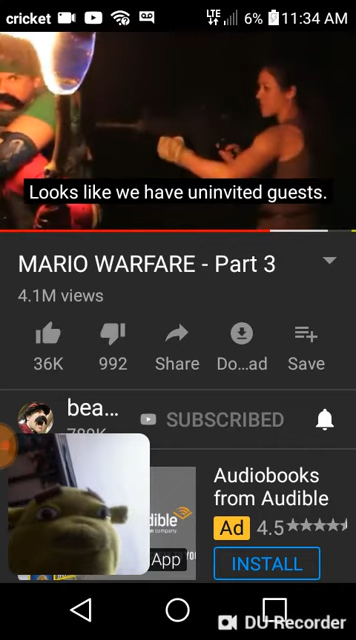 cricket LTE 6% 11:34 AM
Looks like we have uninvited guests.
MARIO WARFARE - Part 3
4.1M views
36K 992 Share Do...ad Save
bea... SUBSCRIBED
Audiobooks
from Audible
dible
Ad 4.5
App INSTALL
DU Recorder